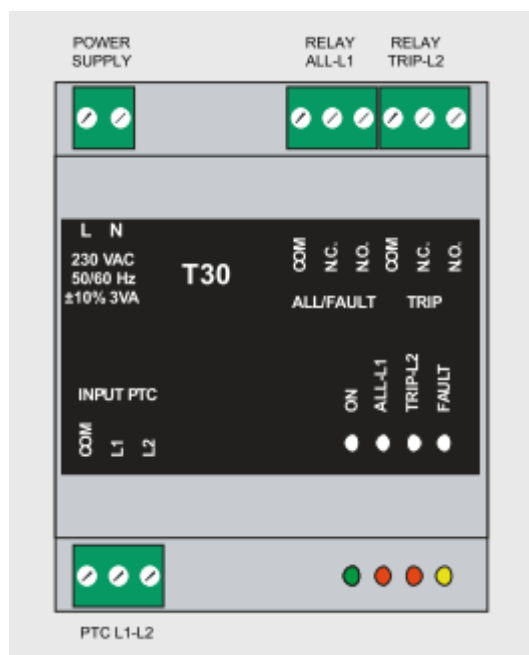 POWER
SUPPLY
RELAY
ALL-L1
RELAY
TRIP-L2
L N
230 VAC
50/60 Hz
±10% 3VA
T30
COM
N.C.
N.O.
COM
N.C.
N.O.
ALL/FAULT
TRIP
INPUT PTC
COM
L1
L2
ON
ALL-L1
TRIP-L2
FAULT
PTC L1-L2